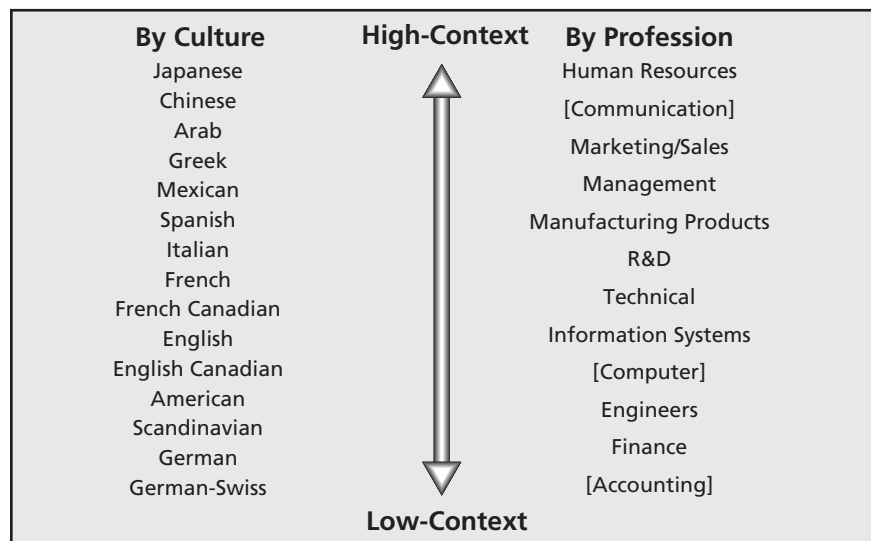 By Culture
Japanese
Chinese
Arab
Greek
Mexican
Spanish
Italian
French
French Canadian
English
English Canadian
American
Scandinavian
German
German-Swiss
High-Context
Low-Context
By Profession
Human Resources
[Communication]
Marketing/Sales
Management
Manufacturing Products
R&D
Technical
Information Systems
[Computer]
Engineers
Finance
[Accounting]